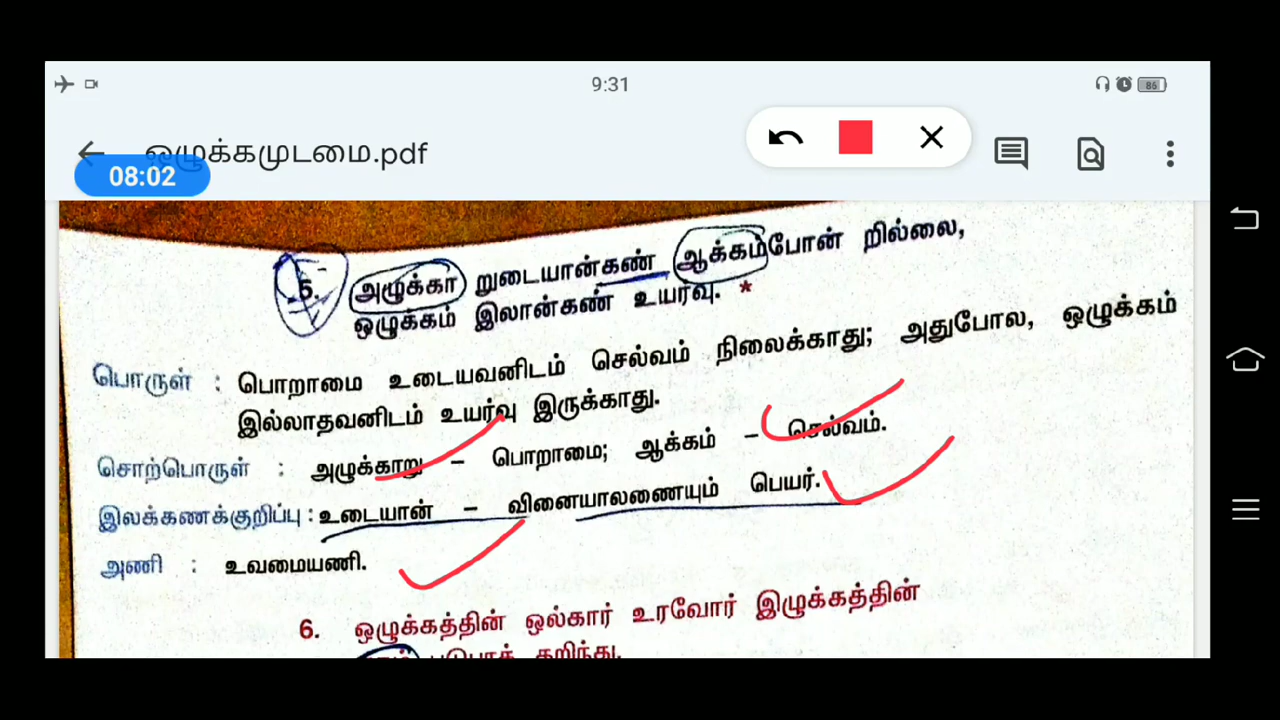 9:31
86
ஒழுக்கமுடமை.pdf
08:02
5. அழுக்கா றுடையான்கண் ஆக்கம்போன் றில்லை,
ஒழுக்கம் இலான்கண் உயர்வு. *
பொருள் : பொறாமை உடையவனிடம் செல்வம் நிலைக்காது; அதுபோல, ஒழுக்கம்
இல்லாதவனிடம் உயர்வு இருக்காது.
சொற்பொருள் : அழுக்காறு – பொறாமை; ஆக்கம் – செல்வம்.
இலக்கணக்குறிப்பு : உடையான் – வினையாலணையும் பெயர்.
அணி : உவமையணி.
6. ஒழுக்கத்தின் ஒல்கார் உரவோர் இழுக்கத்தின்